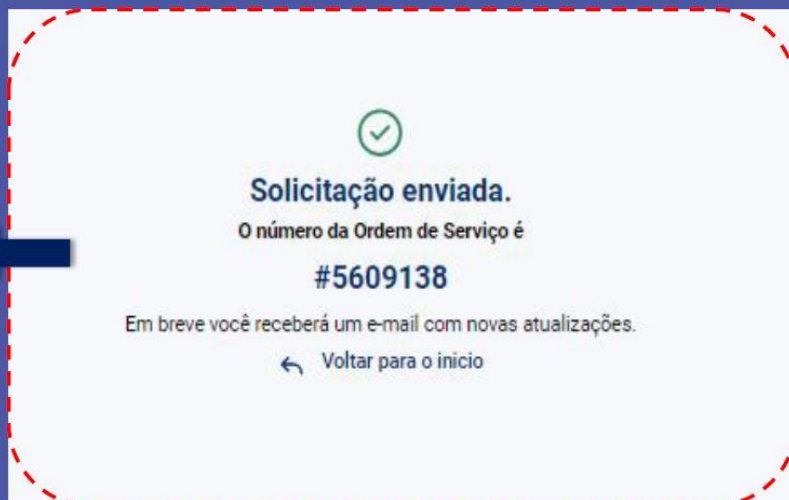 Solicitação enviada.
O número da Ordem de Serviço é
#5609138
Em breve você receberá um e-mail com novas atualizações.
Voltar para o inicio